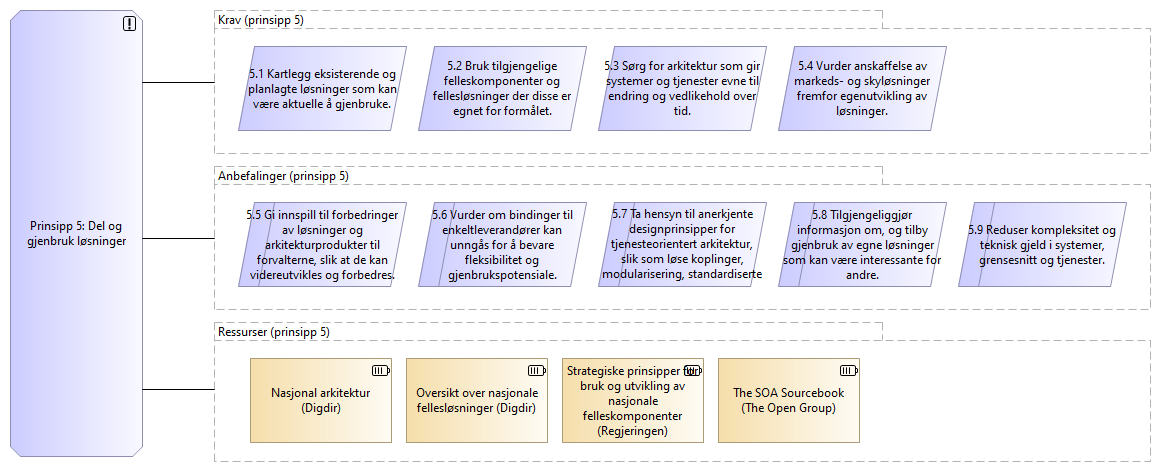 Prinsipp 5: Del og
gjenbruk løsninger
Krav (prinsipp 5)
5.1 Kartlegg eksisterende og
planlagte løsninger som kan
være aktuelle å gjenbruke.
5.2 Bruk tilgjengelige
felleskomponenter og
fellesløsninger der disse er
egnet for formålet.
5.3 Sørg for arkitektur som gir
systemer og tjenester evne til
endring og vedlikehold over
tid.
5.4 Vurder anskaffelse av
markeds- og skyløsninger
fremfor egenutvikling av
løsninger.
Anbefalinger (prinsipp 5)
5.5 Gi innspill til forbedringer
av løsninger og
arkitekturprodukter til
forvalterne, slik at de kan
videreutvikles og forbedres.
5.6 Vurder om bindinger til
enkeltleverandører kan
unngås for å bevare
fleksibilitet og
gjenbrukspotensiale.
5.7 Ta hensyn til anerkjente
designprinsipper for
tjenesteorientert arkitektur,
slik som løse koplinger,
modularisering, standardiserte
5.8 Tilgjengeliggjør
informasjon om, og tilby
gjenbruk av egne løsninger
som kan være interessante for
andre.
5.9 Reduser kompleksitet og
teknisk gjeld i systemer,
grensesnitt og tjenester.
Ressurser (prinsipp 5)
Nasjonal arkitektur
(Digdir)
Oversikt over nasjonale
fellesløsninger (Digdir)
Strategiske prinsipper for
bruk og utvikling av
nasjonale
felleskomponenter
(Regjeringen)
The SOA Sourcebook
(The Open Group)